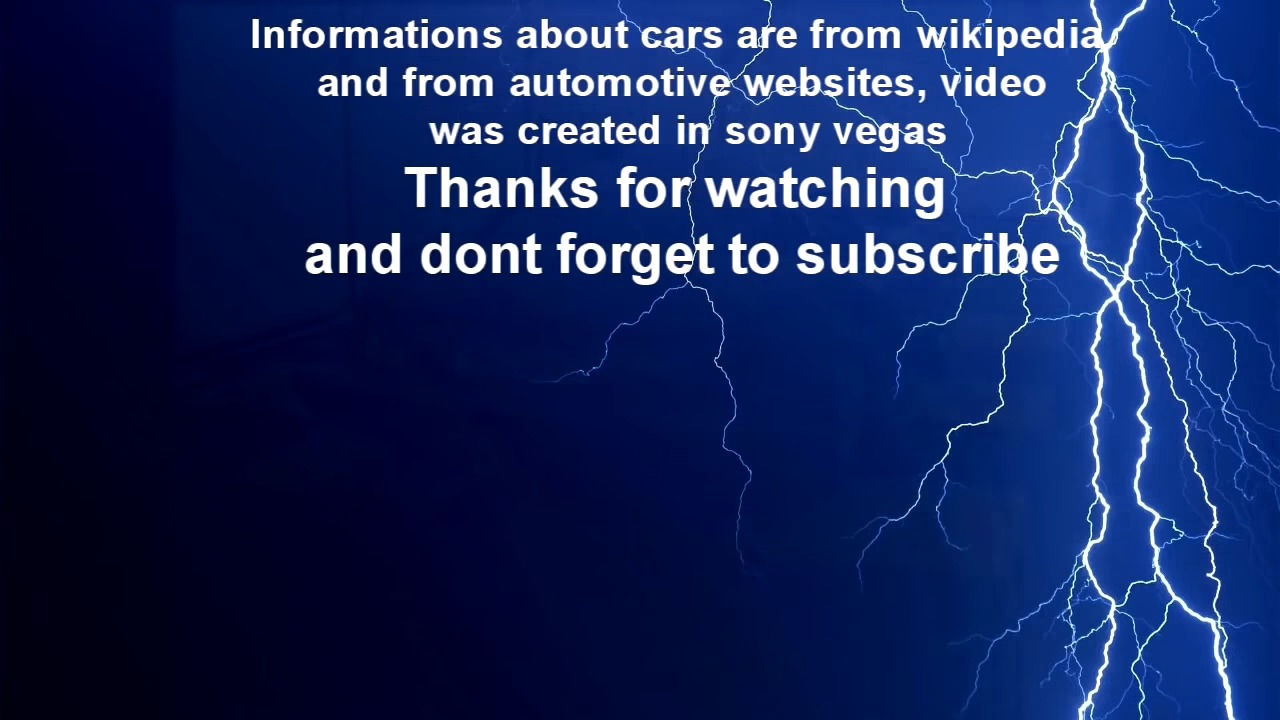 Informations about cars are from wikipedia
and from automotive websites, video
was created in sony vegas
Thanks for watching
and dont forget to subscribe